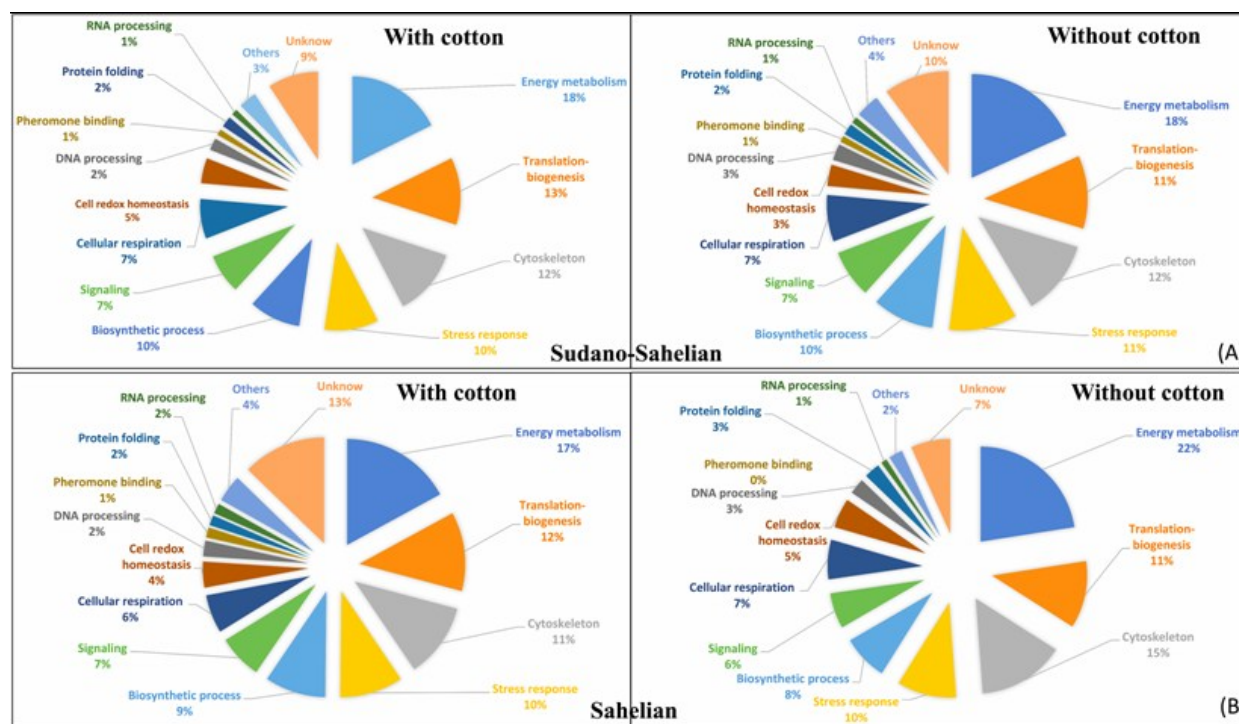 With cotton
RNA processing
1%
Others
3%
Unknow
9%
Protein folding
2%
Energy metabolism
18%
Pheromone binding
1%
DNA processing
2%
Translation-
biogenesis
13%
Cell redox homeostasis
5%
Cellular respiration
7%
Cytoskeleton
12%
Signaling
7%
Biosynthetic process
10%
Stress response
10%
Without cotton
RNA processing
1%
Others
4%
Unknow
10%
Protein folding
2%
Energy metabolism
18%
Pheromone binding
1%
DNA processing
3%
Translation-
biogenesis
11%
Cell redox
homeostasis
3%
Cellular respiration
7%
Cytoskeleton
12%
Signaling
7%
Biosynthetic process
10%
Stress response
11%
Sudano-Sahelian
(A
With cotton
RNA processing
2%
Others
4%
Unknow
13%
Protein folding
2%
Energy metabolism
17%
Pheromone binding
1%
DNA processing
2%
Translation-
biogenesis
12%
Cell redox
homeostasis
4%
Cellular respiration
6%
Cytoskeleton
11%
Signaling
7%
Biosynthetic process
9%
Stress response
10%
Without cotton
RNA processing
1%
Others
2%
Unknow
7%
Protein folding
3%
Energy metabolism
22%
Pheromone binding
0%
DNA processing
3%
Translation-
biogenesis
11%
Cell redox
homeostasis
5%
Cellular respiration
7%
Cytoskeleton
15%
Signaling
6%
Biosynthetic process
8%
Stress response
10%
Sahelian
(B